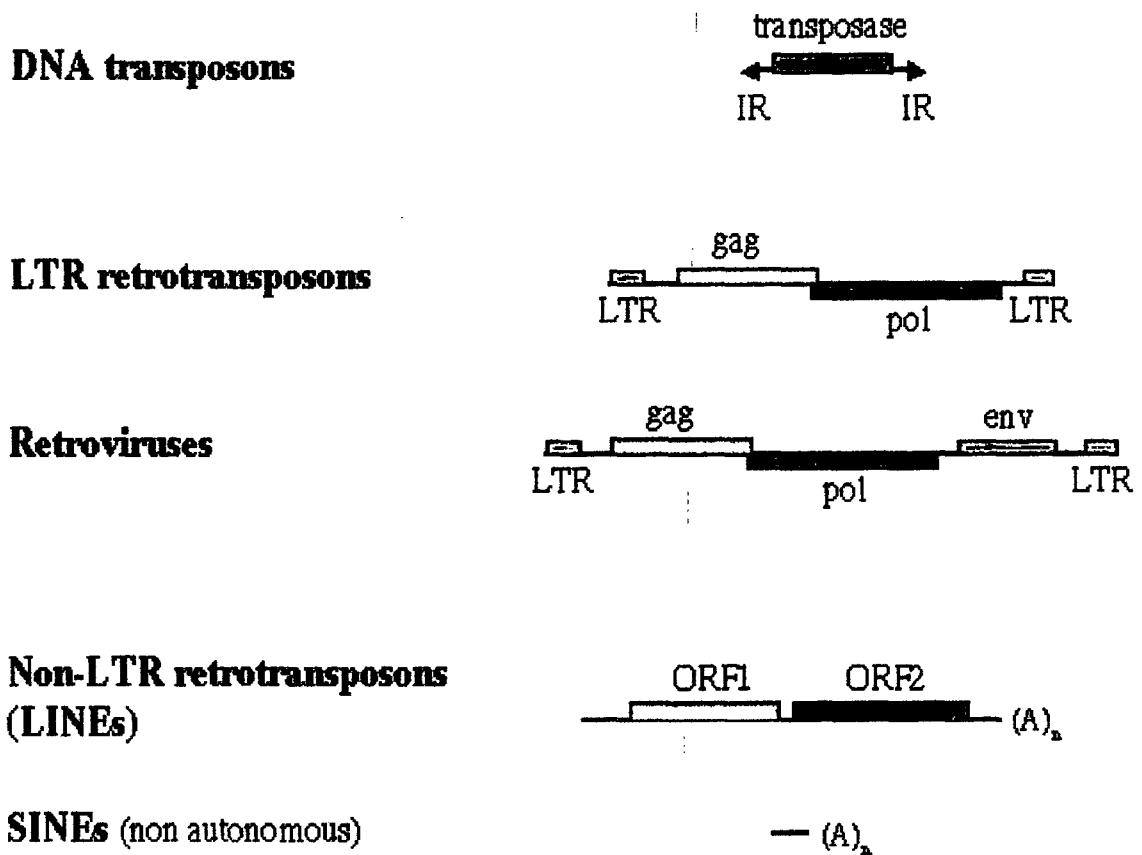 transposase
DNA transposons
IR IR
gag
LTR retrotransposons
LTR pol LTR
gag env
Retroviruses
LTR pol LTR
Non-LTR retrotransposons
ORF1 ORF2
(LINEs)
(A)n
SINEs (non autonomous)
(A)n